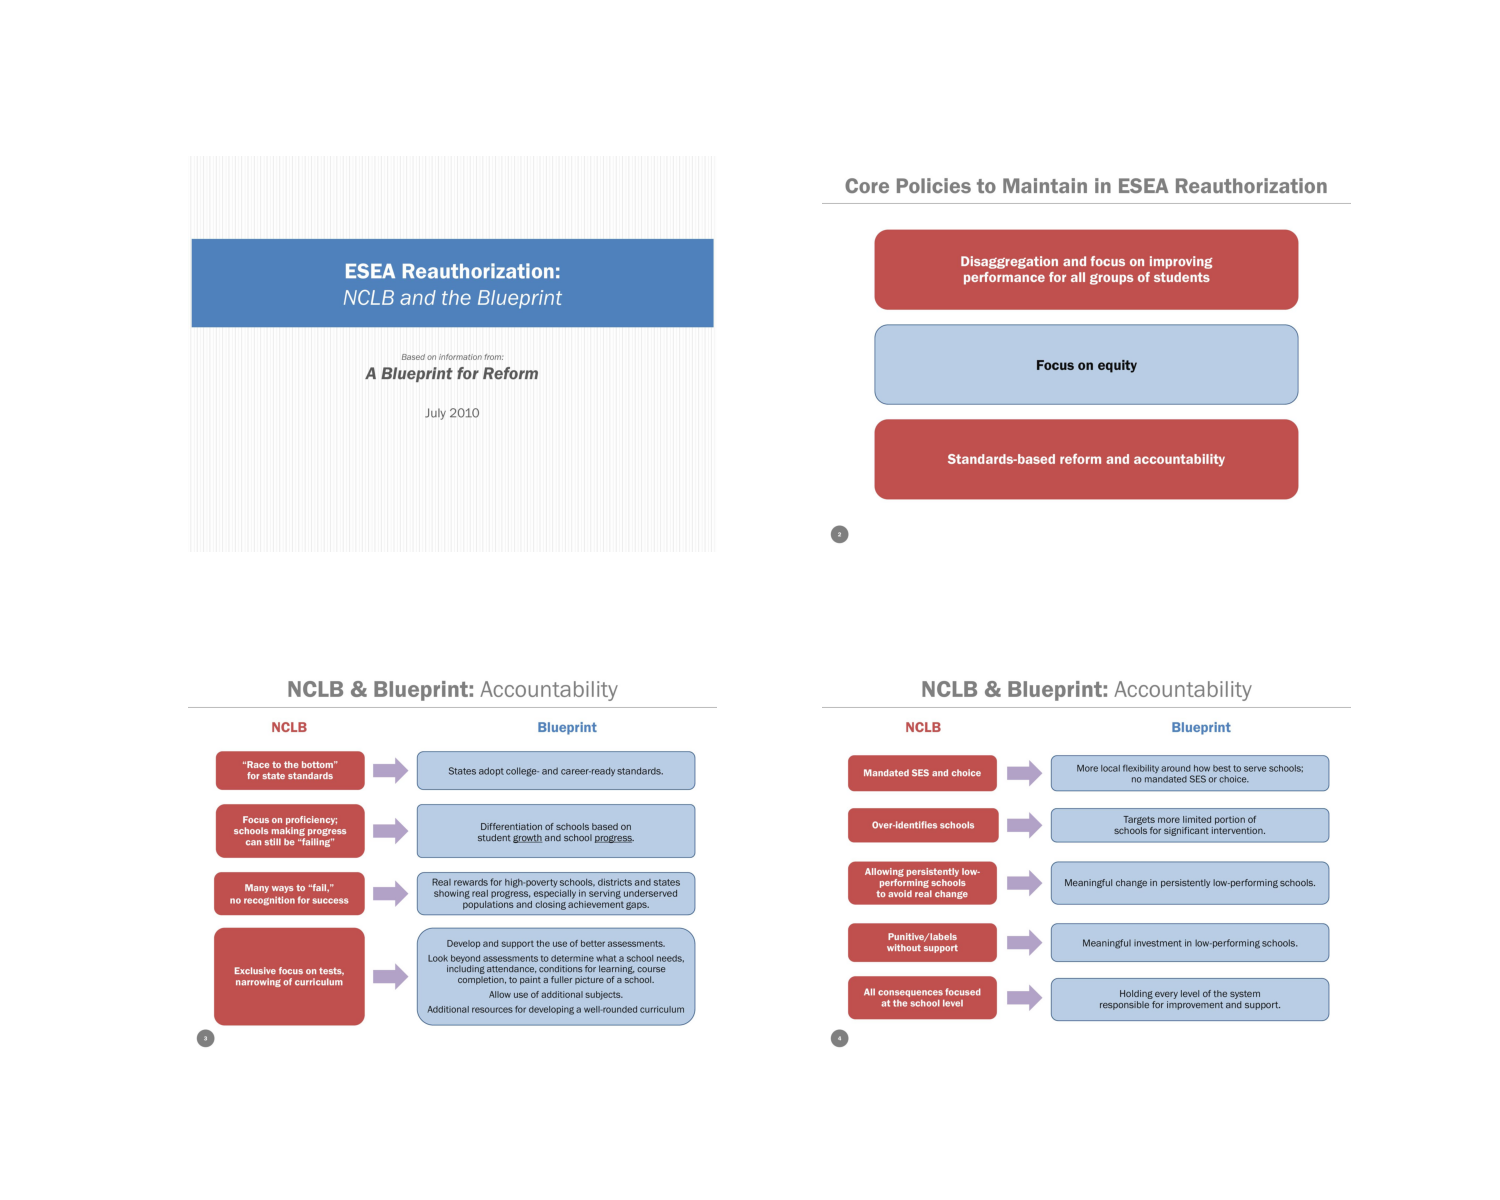 ESEA Reauthorization:
NCLB and the Blueprint
Based on information from:
A Blueprint for Reform
July 2010
Core Policies to Maintain in ESEA Reauthorization
Disaggregation and focus on improving
performance for all groups of students
Focus on equity
Standards-based reform and accountability
2
NCLB & Blueprint: Accountability
NCLB
Blueprint
“Race to the bottom”
for state standards
States adopt college- and career-ready standards.
Focus on proficiency;
schools making progress
can still be “failing”
Differentiation of schools based on
student growth and school progress.
Many ways to “fail,”
no recognition for success
Real rewards for high-poverty schools, districts and states
showing real progress, especially in serving underserved
populations and closing achievement gaps.
Exclusive focus on tests,
narrowing of curriculum
Develop and support the use of better assessments.
Look beyond assessments to determine what a school needs,
including attendance, conditions for learning, course
completion, to paint a fuller picture of a school.
Allow use of additional subjects.
Additional resources for developing a well-rounded curriculum
3
NCLB & Blueprint: Accountability
NCLB
Blueprint
Mandated SES and choice
More local flexibility around how best to serve schools;
no mandated SES or choice.
Over-identifies schools
Targets more limited portion of
schools for significant intervention.
Allowing persistently low-
performing schools
to avoid real change
Meaningful change in persistently low-performing schools.
Punitive/labels
without support
Meaningful investment in low-performing schools.
All consequences focused
at the school level
Holding every level of the system
responsible for improvement and support.
4